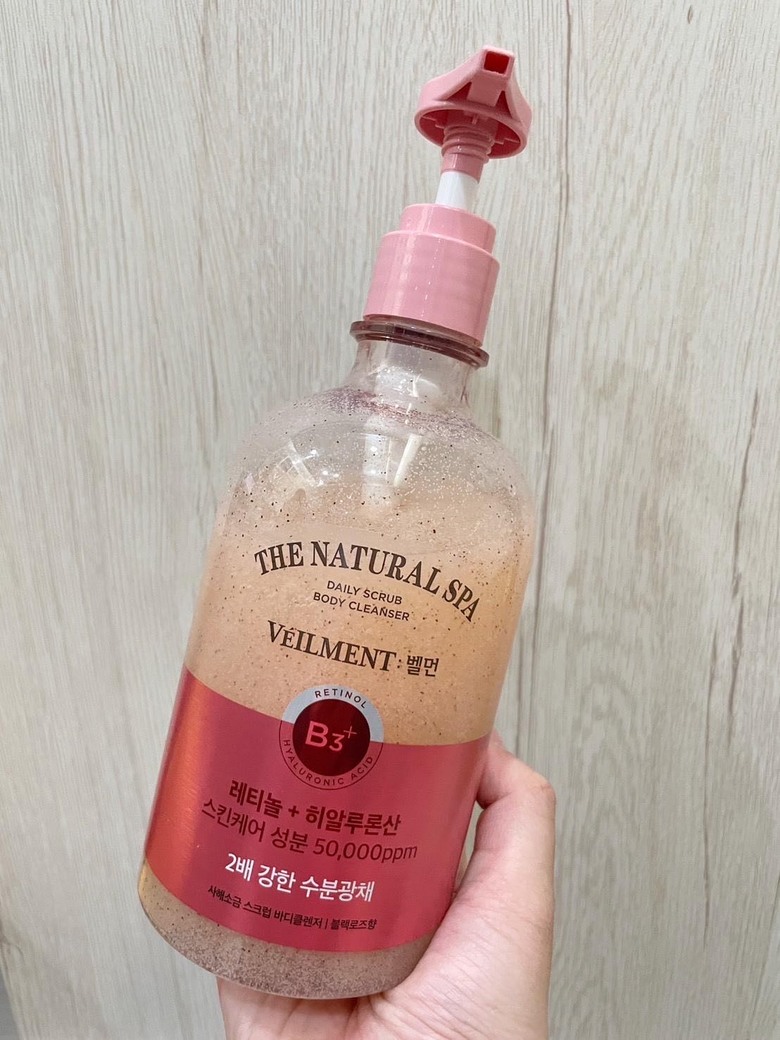 THE NATURAL SPA
DAILY SCRUB
BODY CLEANSER
VÉILMENT : 벨먼
RETINOL
B3+
HYALURONIC ACID
레티놀 + 히알루론산
스킨케어 성분 50,000ppm
2배 강한 수분광채
사해소금 스크럽 바디클렌저 | 블랙로즈향